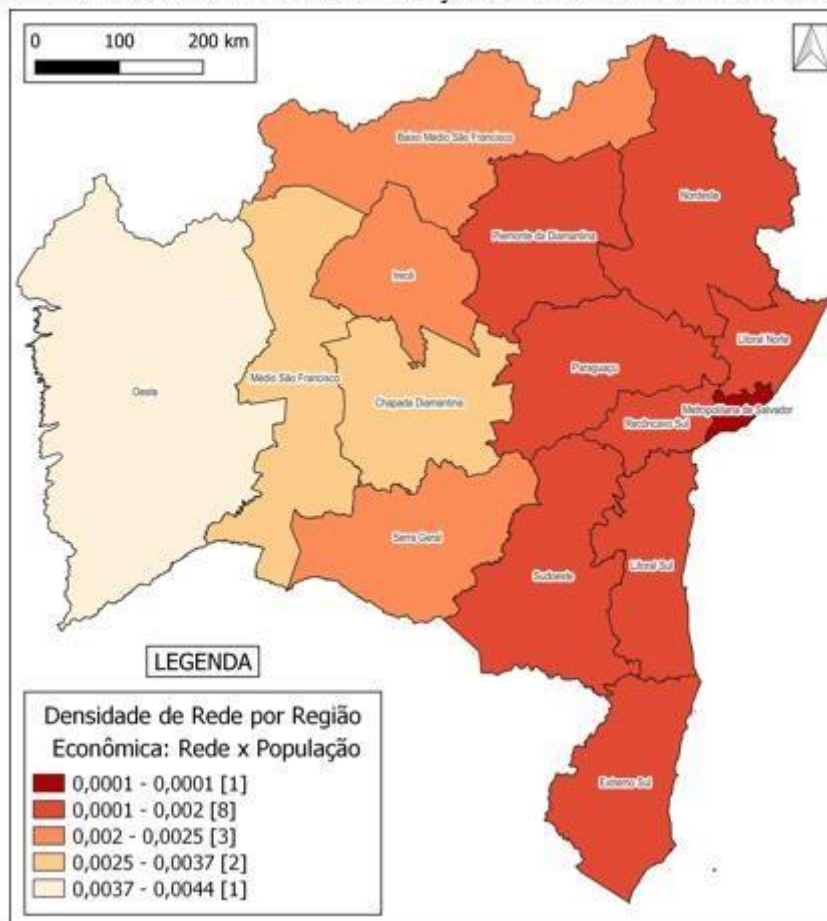 0 100 200 km
Baixo Médio São Francisco
Nordeste
Piemonte da Diamantina
Irecê
Litoral Norte
Paraguaçu
Oeste
Médio São Francisco
Chapada Diamantina
Metropolitana de Salvador
Recôncavo Sul
Serra Geral
Sudoeste
Litoral Sul
LEGENDA
Densidade de Rede por Região
Econômica: Rede x População
0,0001 - 0,0001 [1]
0,0001 - 0,002 [8]
0,002 - 0,0025 [3]
0,0025 - 0,0037 [2]
0,0037 - 0,0044 [1]
Extremo Sul